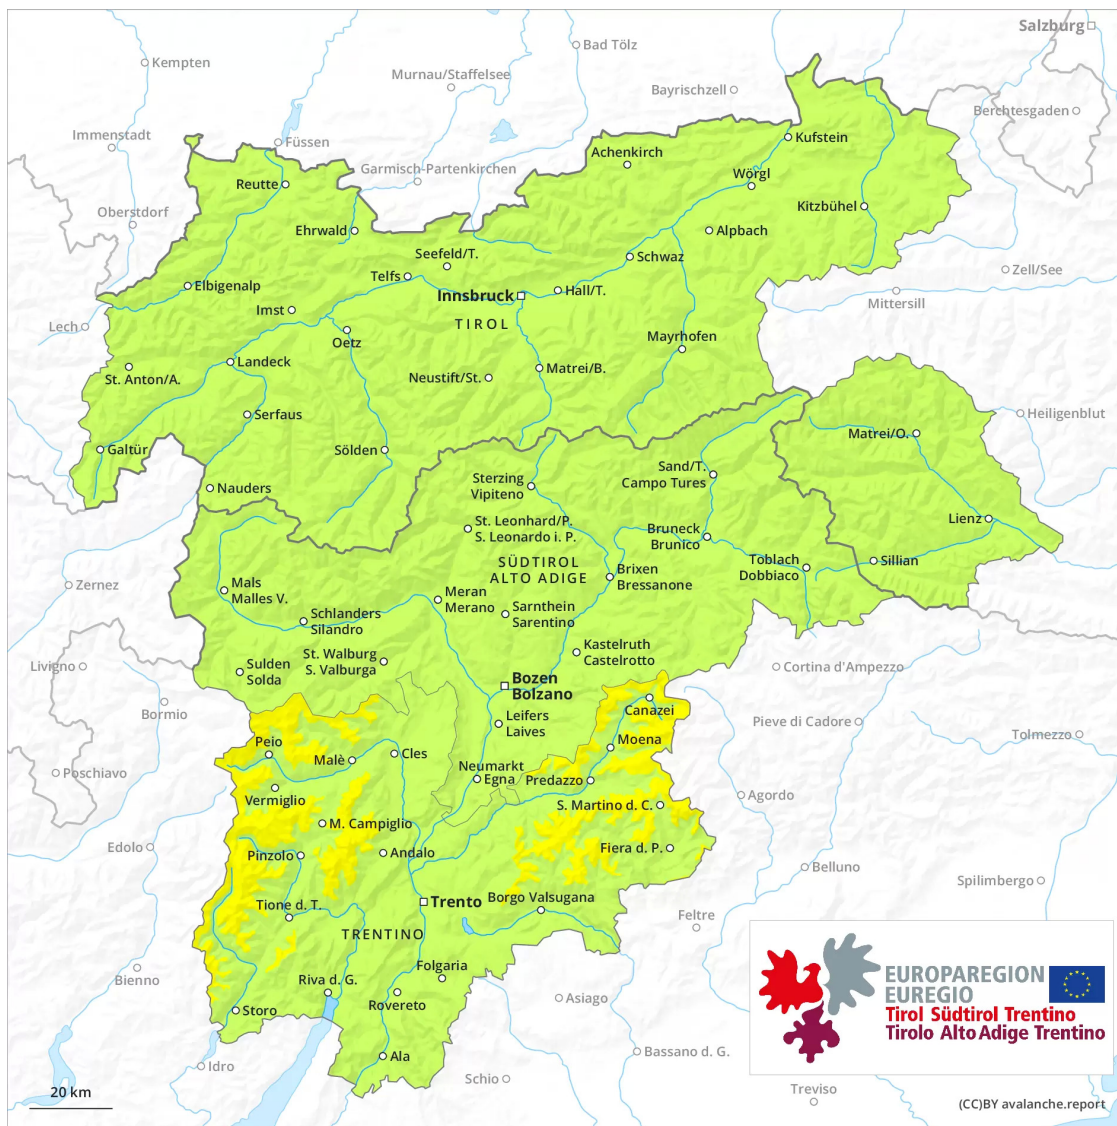 Salzburg
Bad Tölz
Kempten
Murnau/Staffelsee
Bayrischzell
Berchtesgaden
Immenstadt
Füssen
Kufstein
Achenkirch
Garmisch-Partenkirchen
Wörgl
Reutte
Kitzbühel
Oberstdorf
Ehrwald
Alpbach
Seefeld/T.
Schwaz
Zell/See
Telfs
Elbigenalp
Hall/T.
Innsbruck
Mittersill
Imst
TIROL
Lech
Oetz
Mayrhofen
Landeck
Matrei/B.
St. Anton/A.
Neustift/St.
Serfaus
Heiligenblut
Matrei/O.
Galtür
Sölden
Sand/T.
Campo Tures
Sterzing
Vipiteno
Nauders
Lienz
St. Leonhard/P.
S. Leonardo i. P.
Bruneck
Brunico
SÜDTIROL
ALTO ADIGE
Toblach
Dobbiaco
Sillian
Brixen
Bressanone
Zernez
Mals
Malles V.
Meran
Merano
Schlanders
Silandro
Sarnthein
Sarentino
Kastelruth
Castelrotto
St. Walburg
S. Valburga
Livigno
Sulden
Solda
Cortina d'Ampezzo
Bozen
Bolzano
Bormio
Canazei
Leifers
Laives
Pieve di Cadore
Tolmezzo
Peio
Moena
Cles
Malè
Poschiavo
Neumarkt
Egna
Predazzo
Vermiglio
Agordo
S. Martino d. C.
M. Campiglio
Edolo
Pinzolo
Andalo
Fiera d. P.
Belluno
Spilimbergo
Borgo Valsugana
Trento
Tione d. T.
Feltre
TRENTINO
Folgaria
Bienno
Riva d. G.
Rovereto
Asiago
Storo
EUROPAREGION
EUREGIO
Tirol Südtirol Trentino
Tirolo Alto Adige Trentino
Ala
Bassano d. G.
Idro
Schio
20 km
Treviso
(CC)BY avalanche.report